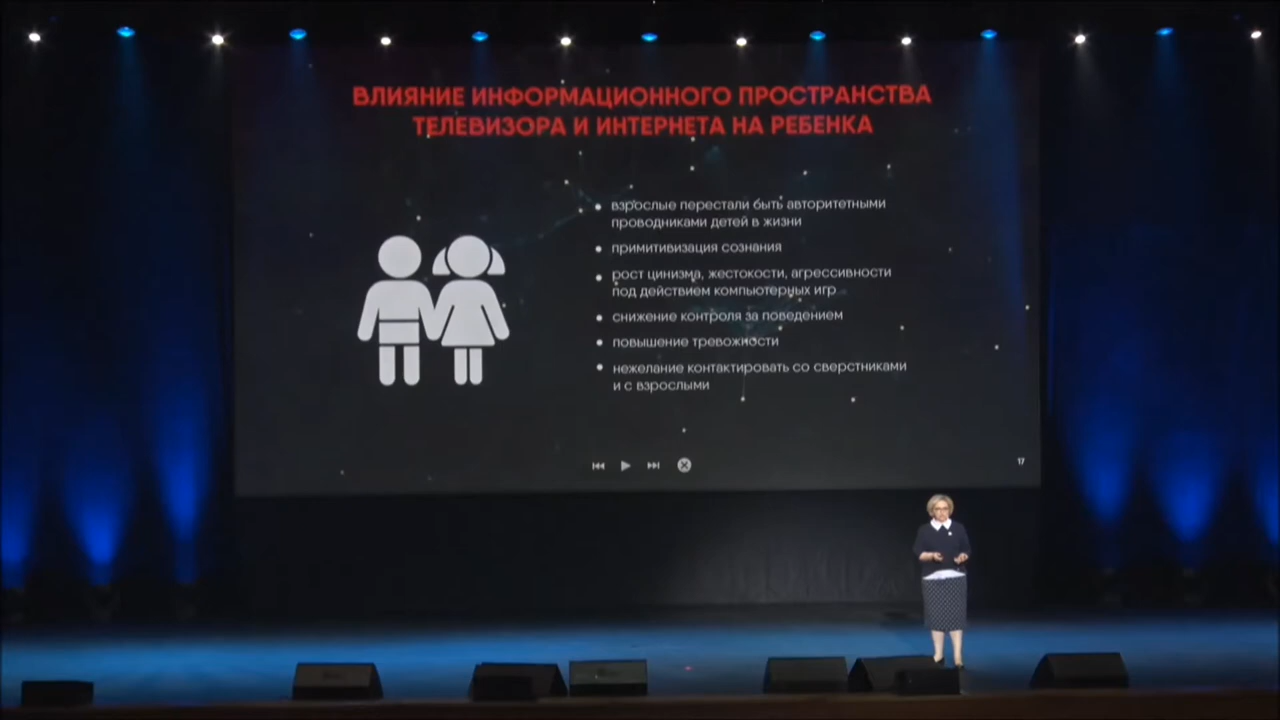 ВЛИЯНИЕ ИНФОРМАЦИОННОГО ПРОСТРАНСТВА
ТЕЛЕВИЗОРА И ИНТЕРНЕТА НА РЕБЕНКА
взрослые перестали быть авторитетными
проводниками детей в жизни
примитивизация сознания
рост цинизма, жестокости, агрессивности
под действием компьютерных игр
снижение контроля за поведением
повышение тревожности
нежелание контактировать со сверстниками
и с взрослыми
17